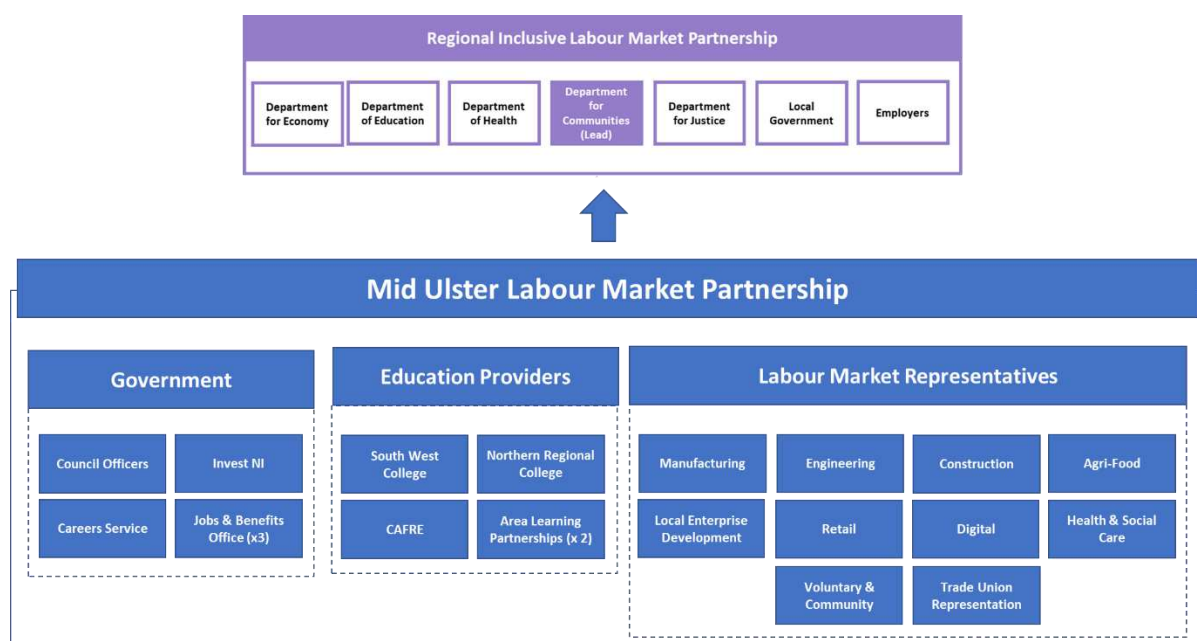 Regional Inclusive Labour Market Partnership
Department
for Economy
Department
of Education
Department
of Health
Department
for
Communities
(Lead)
Department
for Justice
Local
Government
Employers
Mid Ulster Labour Market Partnership
Government
Council Officers
Invest NI
Careers Service
Jobs & Benefits
Office (x3)
Education Providers
South West
College
Northern Regional
College
CAFRE
Area Learning
Partnerships (x 2)
Labour Market Representatives
Manufacturing
Engineering
Construction
Agri-Food
Local Enterprise
Development
Retail
Digital
Health & Social
Care
Voluntary &
Community
Trade Union
Representation